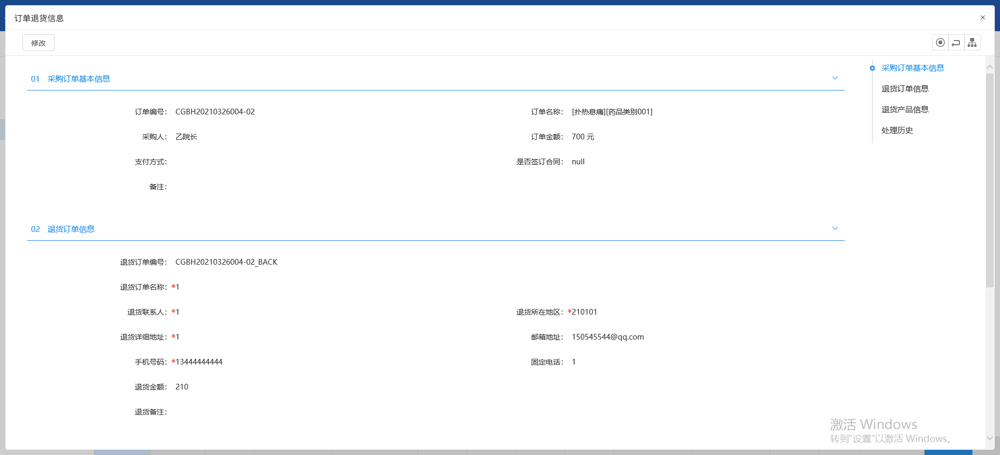 订单退货信息
×
修改
01 采购订单基本信息
订单编号: CGBH20210326004-02 订单名称: [扑热息痛][药品类别001]
采购人: 乙院长 订单金额: 700 元
支付方式: 是否签订合同: null
备注:
02 退货订单信息
退货订单编号: CGBH20210326004-02_BACK
退货订单名称: *1
退货联系人: *1 退货所在地区: *210101
退货详细地址: *1 邮箱地址: 150545544@qq.com
手机号码: *13444444444 固定电话: 1
退货金额: 210
退货备注:
采购订单基本信息
退货订单信息
退货产品信息
处理历史
激活 Windows
转到"设置"以激活 Windows。